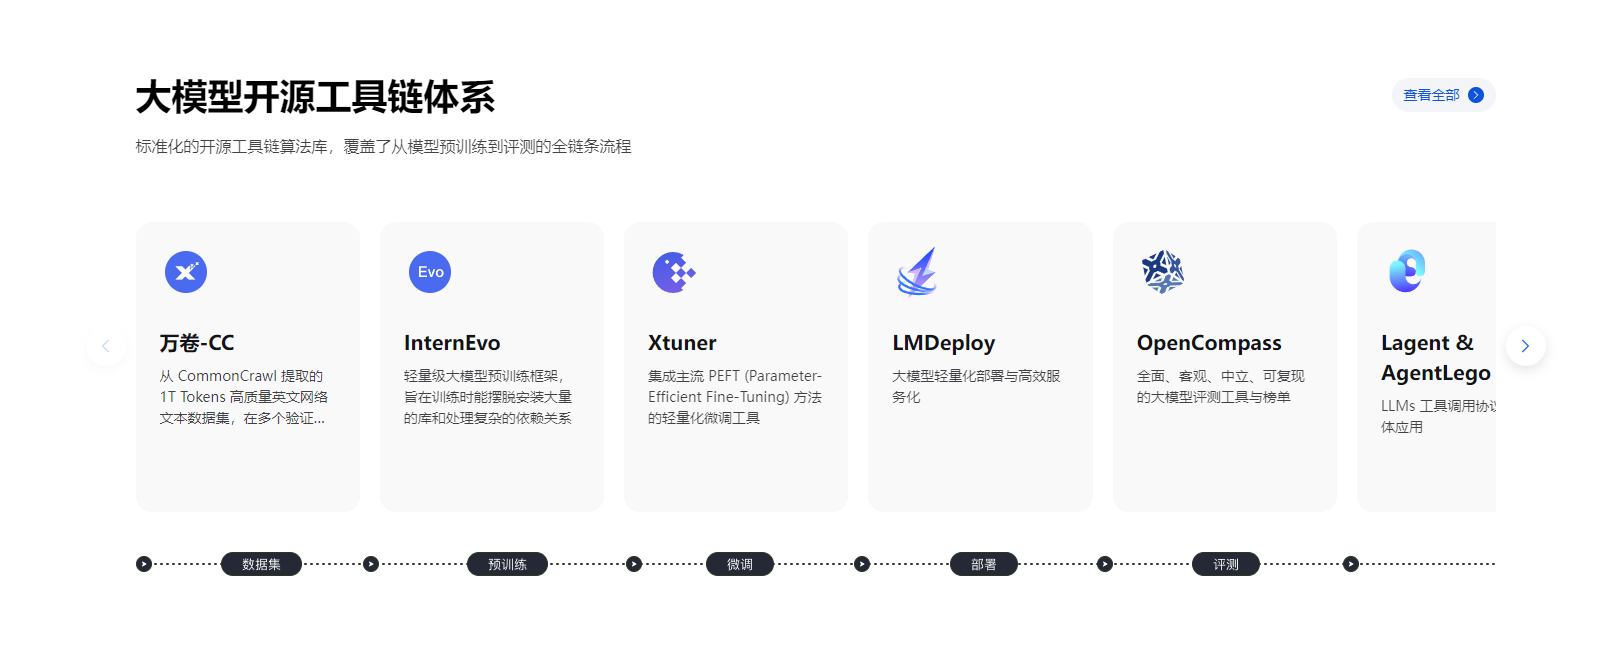 大模型开源工具链体系
查看全部
标准化的开源工具链算法库，覆盖了从模型预训练到评测的全链条流程
万卷-CC
从 CommonCrawl 提取的
1T Tokens 高质量英文网络
文本数据集，在多个验证...
Evo
InternEvo
轻量级大模型预训练框架，
旨在训练时能摆脱安装大量
的库和处理复杂的依赖关系
Xtuner
集成主流 PEFT (Parameter-
Efficient Fine-Tuning) 方法
的轻量化微调工具
LMDeploy
大模型轻量化部署与高效服
务化
OpenCompass
全面、客观、中立、可复现
的大模型评测工具与榜单
Lagent &
AgentLego
LLMs 工具调用协议
体应用
数据集
预训练
微调
部署
评测